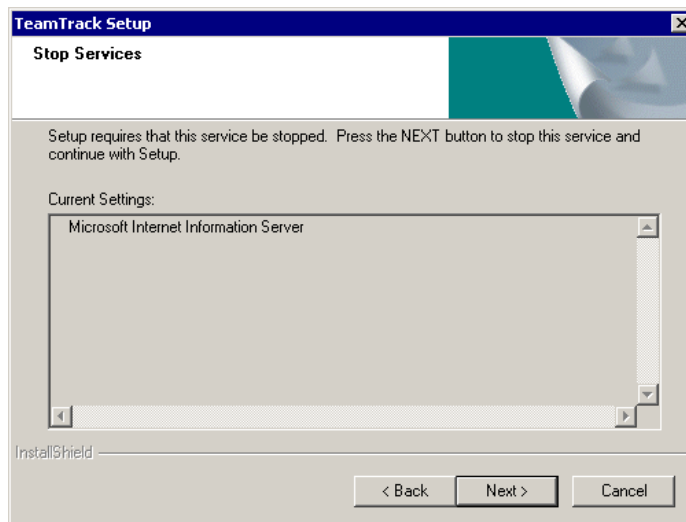 TeamTrack Setup
Stop Services
Setup requires that this service be stopped.  Press the NEXT button to stop this service and
continue with Setup.
Current Settings:
Microsoft Internet Information Server
InstallShield
< Back
Next >
Cancel